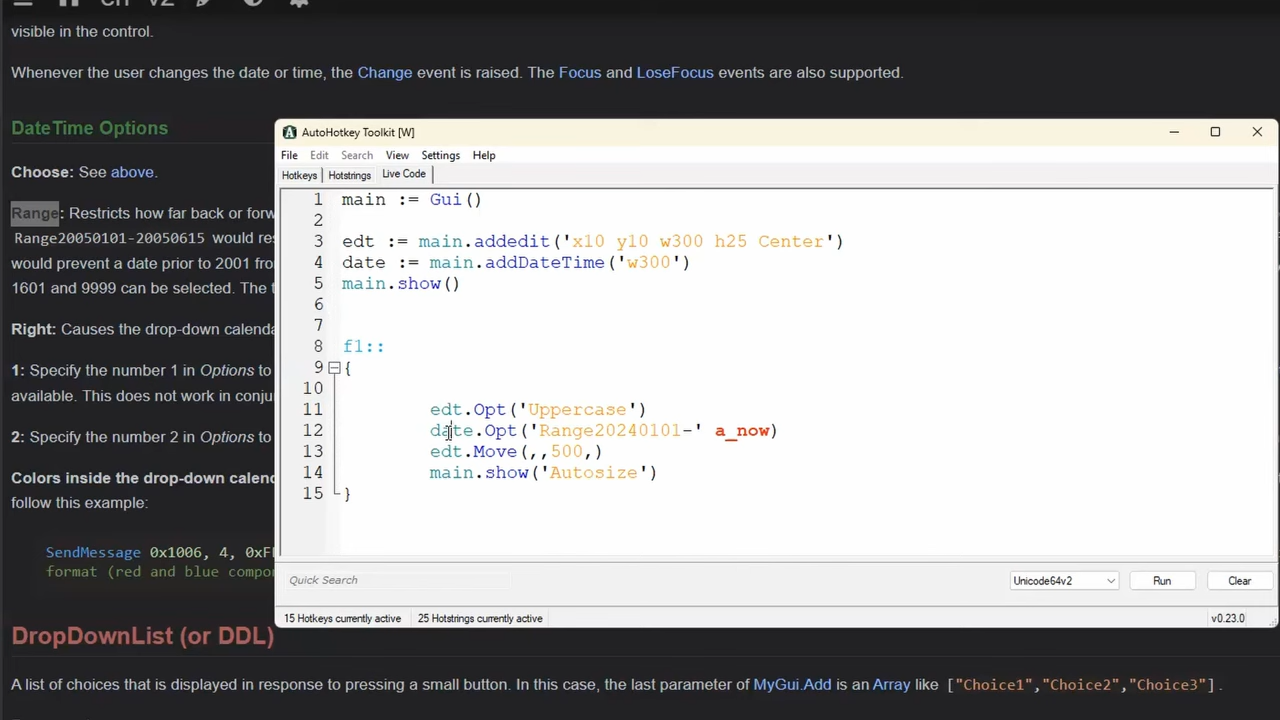 visible in the control.
Whenever the user changes the date or time, the Change event is raised. The Focus and LoseFocus events are also supported.
DateTime Options
Choose: See above.
Range: Restricts how far back or forw
Range20050101-20050615 would res
would prevent a date prior to 2001 fro
1601 and 9999 can be selected. The t
Right: Causes the drop-down calenda
1: Specify the number 1 in Options to
available. This does not work in conju
2: Specify the number 2 in Options to
Colors inside the drop-down calend
follow this example:
SendMessage 0x1006, 4, 0xF
format (red and blue compon
DropDownList (or DDL)
A list of choices that is displayed in response to pressing a small button. In this case, the last parameter of MyGui.Add is an Array like ["Choice1","Choice2","Choice3"].
AutoHotkey Toolkit [W]
File Edit Search View Settings Help
Hotkeys Hotstrings Live Code
1 main := Gui()
2
3 edt := main.addedit('x10 y10 w300 h25 Center')
4 date := main.addDateTime('w300')
5 main.show()
6
7
8 f1::
9 {
10
11 edt.Opt('Uppercase')
12 date.Opt('Range20240101-' a_now)
13 edt.Move(,,500,)
14 main.show('Autosize')
15 }
Quick Search
Unicode64v2 Run Clear
15 Hotkeys currently active 25 Hotstrings currently active v0.23.0